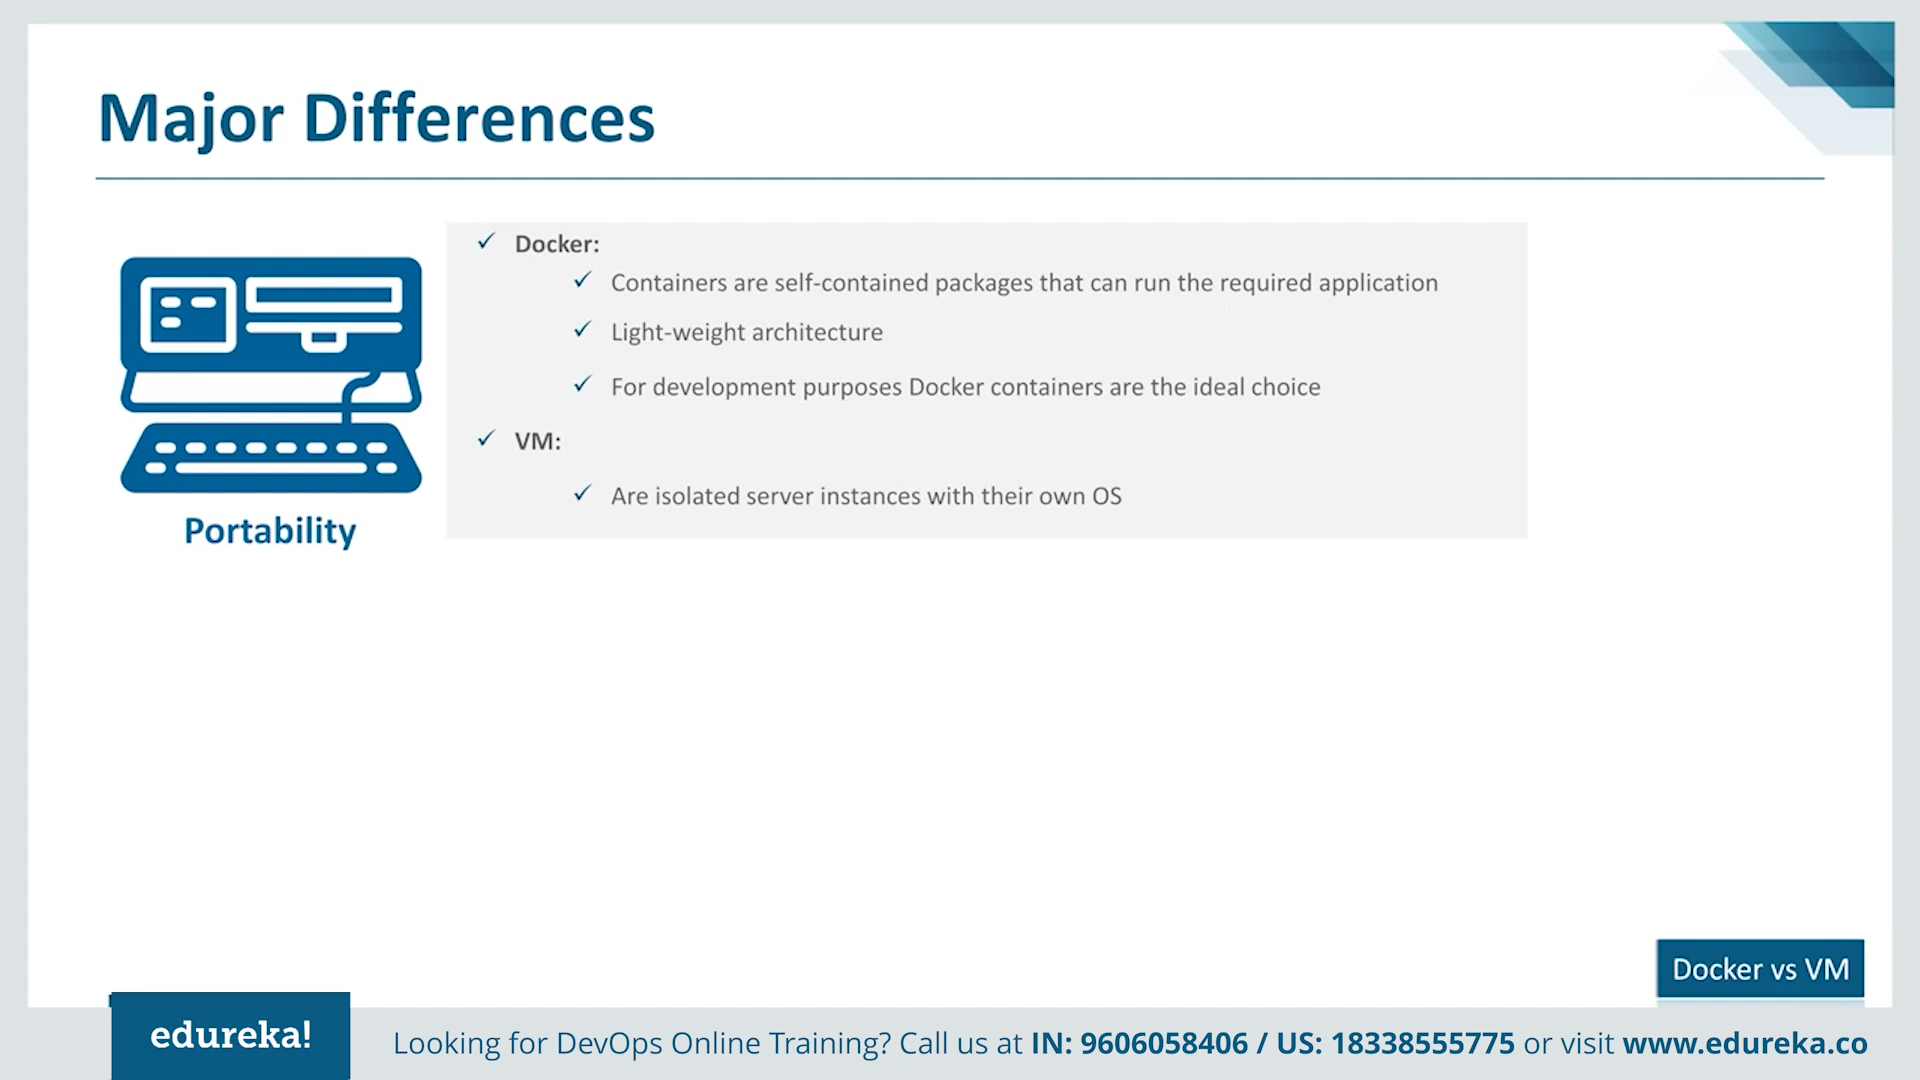 Major Differences
Docker:
Containers are self-contained packages that can run the required application
Light-weight architecture
For development purposes Docker containers are the ideal choice
VM:
Are isolated server instances with their own OS
Portability
Docker vs VM
edureka!
Looking for DevOps Online Training? Call us at IN: 9606058406 / US: 18338555775 or visit www.edureka.co